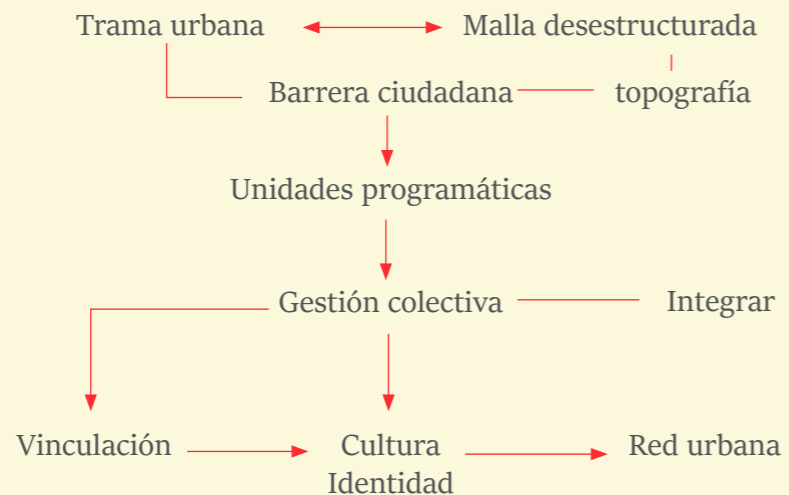 Trama urbana
Malla desestructurada
Barrera ciudadana
topografía
Unidades programáticas
Gestión colectiva
Integrar
Vinculación
Cultura
Identidad
Red urbana